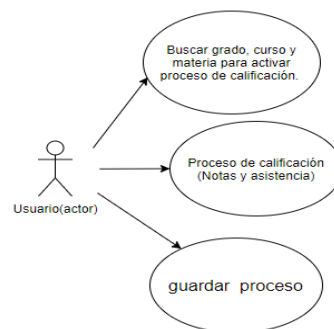 Buscar grado, curso y
materia para activar
proceso de calificación.
Proceso de calificación
(Notas y asistencia)
Usuario(actor)
guardar proceso